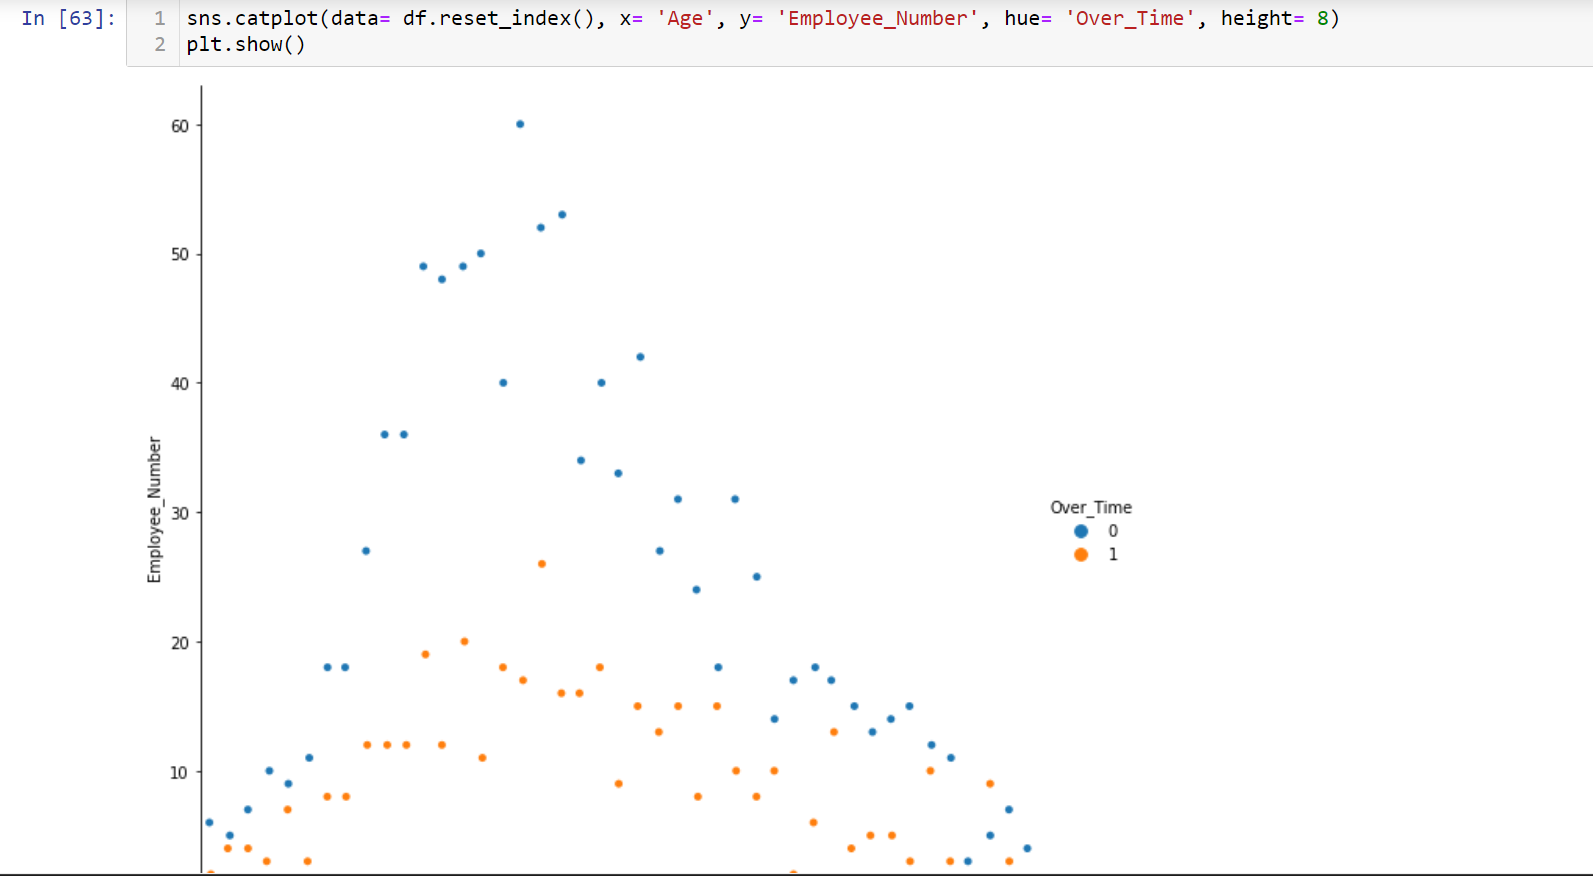 In [63]:
1 sns.catplot(data= df.reset_index(), x= 'Age', y= 'Employee_Number', hue= 'Over_Time', height= 8)
2 plt.show()
60
50
40
30
20
10
Employee_Number
Over_Time
0
1